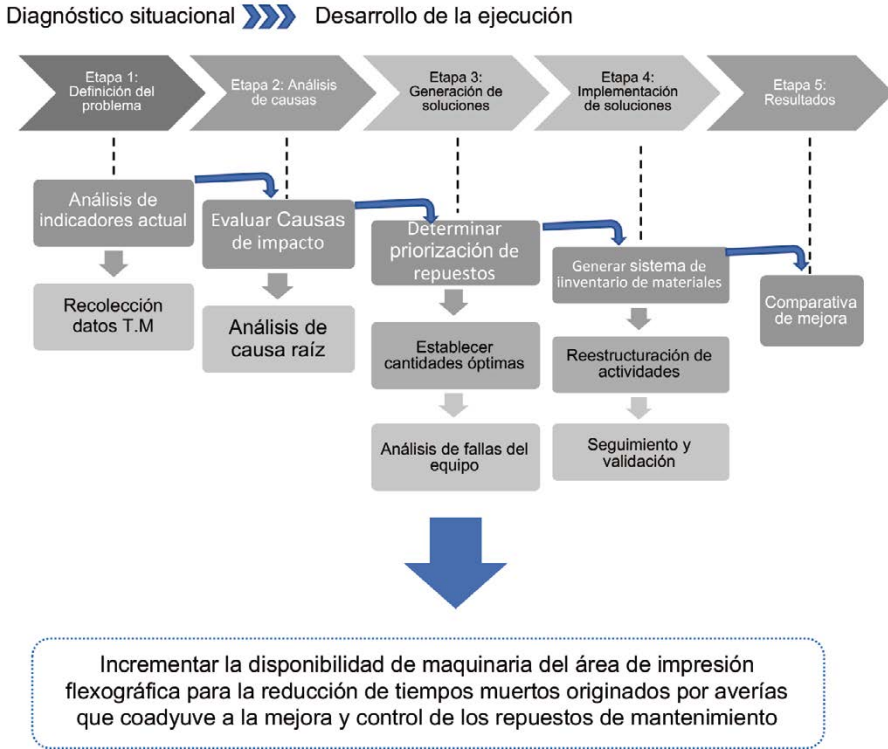 Diagnóstico situacional
Desarrollo de la ejecución
Etapa 1:
Definición del
problema
Etapa 2: Análisis
de causas
Etapa 3:
Generación de
soluciones
Etapa 4:
Implementación
de soluciones
Etapa 5:
Resultados
Análisis de
indicadores actual
Recolección
datos T.M
Evaluar Causas
de impacto
Análisis de
causa raíz
Determinar
priorización de
repuestos
Establecer
cantidades óptimas
Análisis de fallas del
equipo
Generar sistema de
iinventario de materiales
Reestructuración de
actividades
Seguimiento y
validación
Comparativa
de mejora
Incrementar la disponibilidad de maquinaria del área de impresión
flexográfica para la reducción de tiempos muertos originados por averías
que coadyuve a la mejora y control de los repuestos de mantenimiento